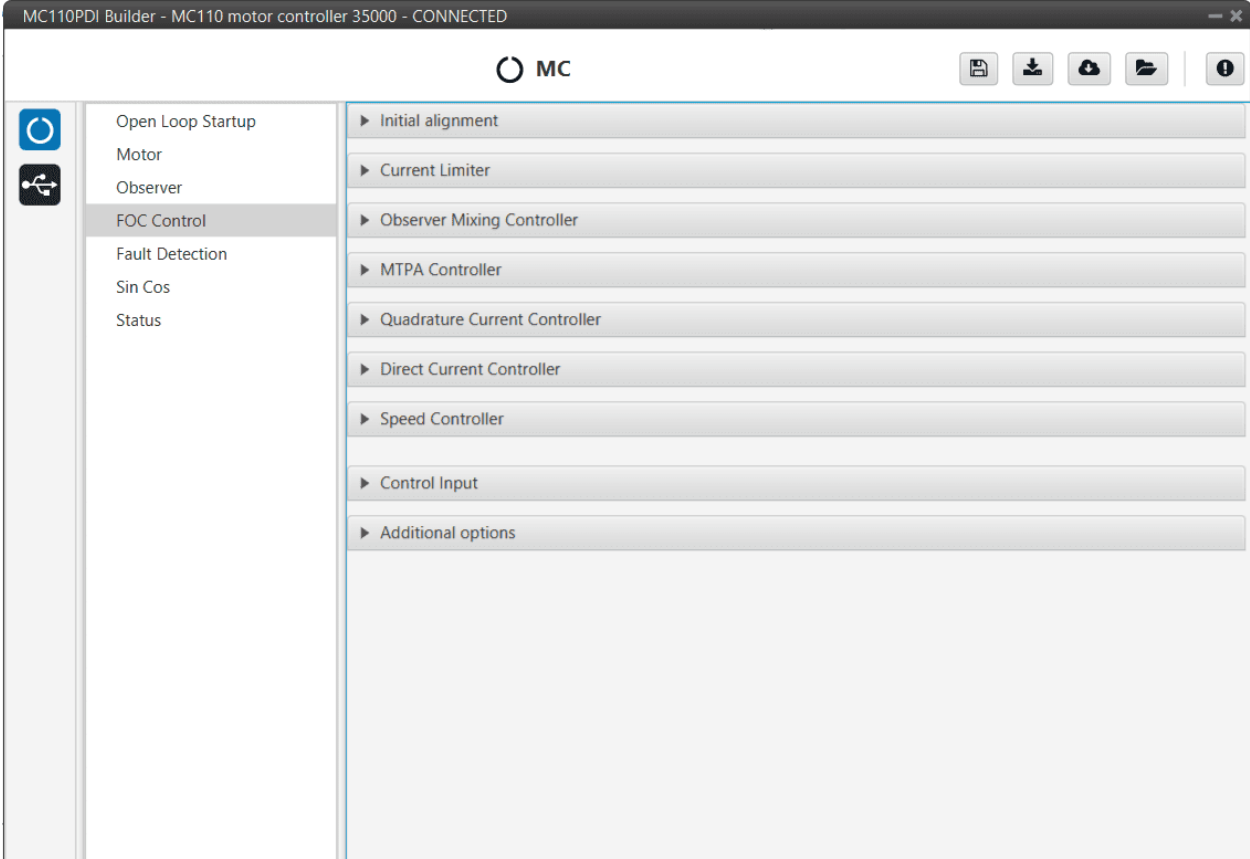 MC110PDI Builder - MC110 motor controller 35000 - CONNECTED
MC
Open Loop Startup
Motor
Observer
FOC Control
Fault Detection
Sin Cos
Status
Initial alignment
Current Limiter
Observer Mixing Controller
MTPA Controller
Quadrature Current Controller
Direct Current Controller
Speed Controller
Control Input
Additional options